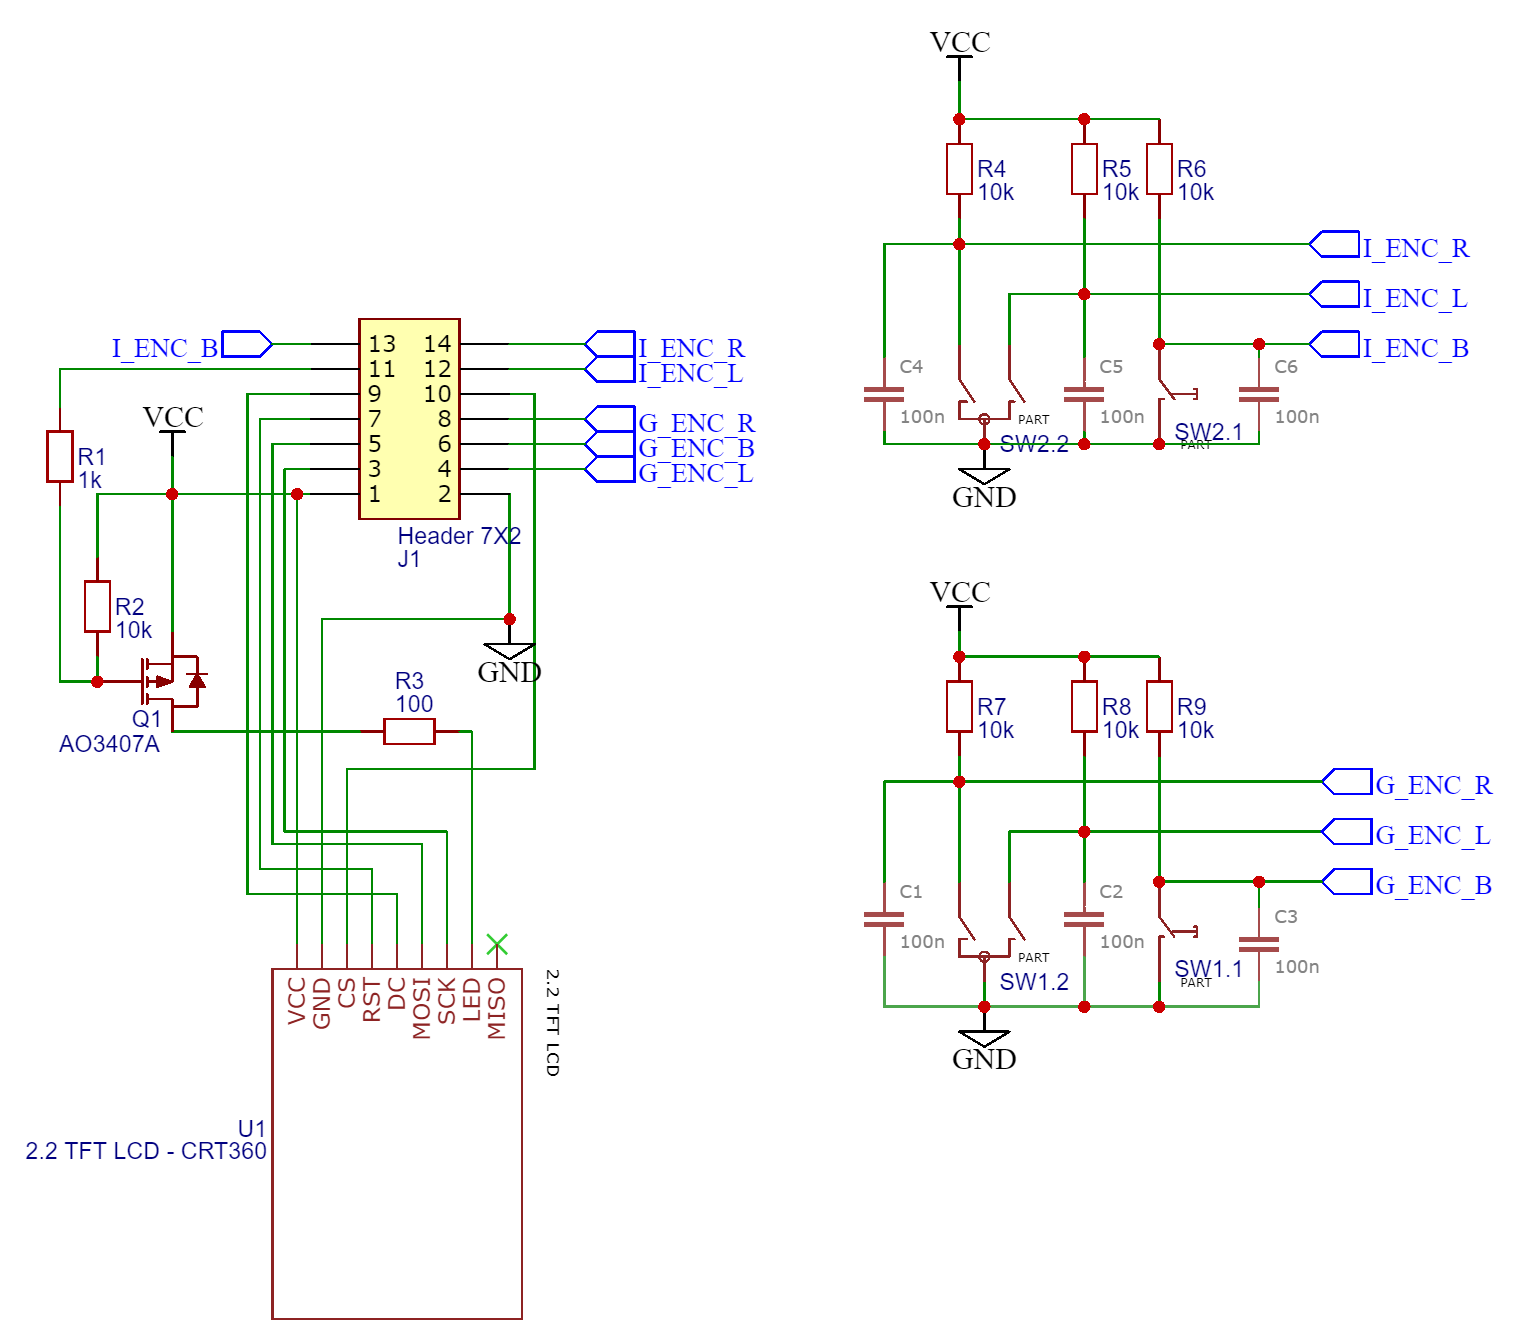 VCC
R4
10k
R5
10k
R6
10k
I_ENC_R
I_ENC_L
I_ENC_B
C4
100n
C5
100n
C6
100n
PART
SW2.2
SW2.1
PART
GND
I_ENC_B
13 14
11 12
9 10
7 8
5 6
3 4
1 2
I_ENC_R
I_ENC_L
G_ENC_R
G_ENC_B
G_ENC_L
Header 7X2
J1
VCC
R1
1k
R2
10k
Q1
AO3407A
R3
100
GND
VCC
R7
10k
R8
10k
R9
10k
G_ENC_R
G_ENC_L
G_ENC_B
C1
100n
C2
100n
C3
100n
PART
SW1.2
SW1.1
PART
GND
VCC
GND
CS
RST
DC
MOSI
SCK
LED
MISO
2.2 TFT LCD
U1
2.2 TFT LCD - CRT360